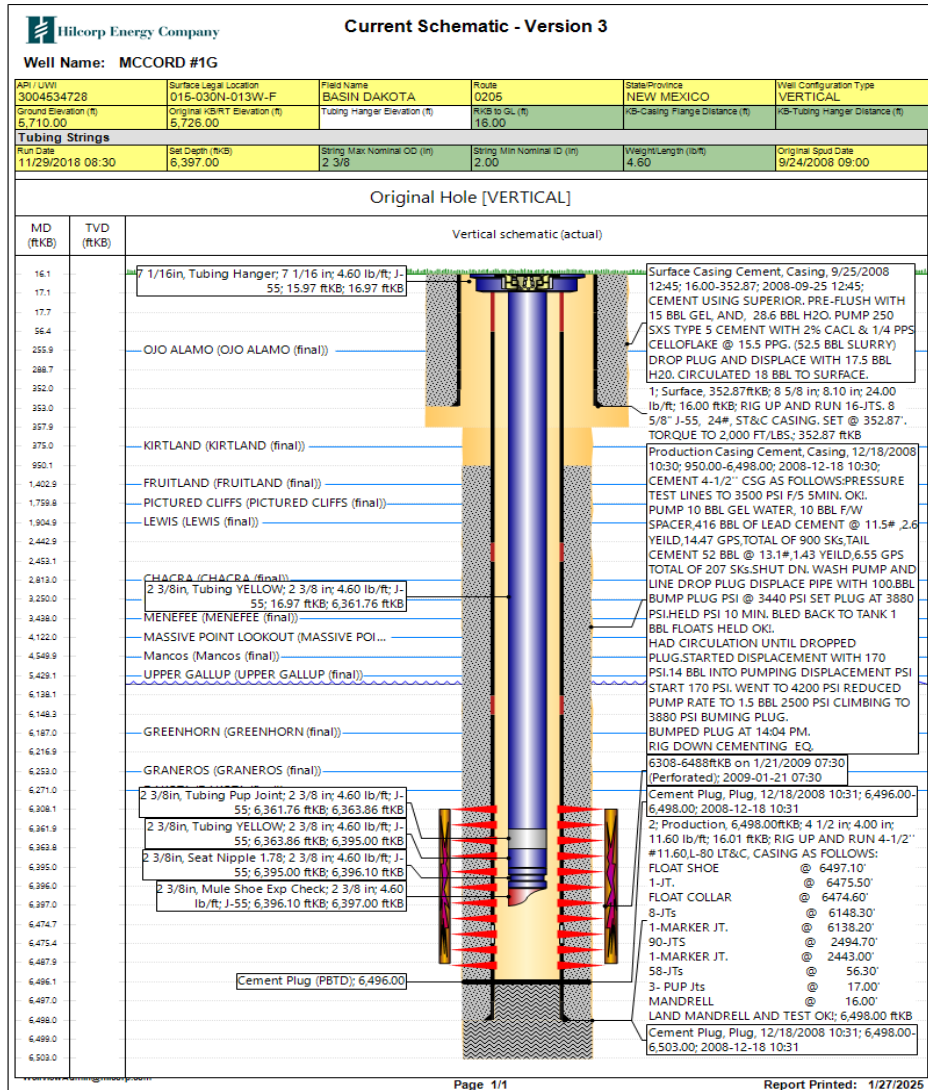 Hilcorp Energy Company
Current Schematic - Version 3
Well Name: MCCORD #1G
API / UWI
3004534728
Surface Legal Location
015-030N-013W-F
Field Name
BASIN DAKOTA
Route
0205
State/Province
NEW MEXICO
Well Configuration Type
VERTICAL
Ground Elevation (ft)
5,710.00
Original KB/RT Elevation (ft)
5,726.00
Tubing Hanger Elevation (ft)
RKB to GL (ft)
16.00
KB-Casing Flange Distance (ft)
KB-Tubing Hanger Distance (ft)
Tubing Strings
Run Date
11/29/2018 08:30
Set Depth (ftKB)
6,397.00
String Max Nominal OD (in)
2 3/8
String Min Nominal ID (in)
2.00
Weight/Length (lb/ft)
4.60
Original Spud Date
9/24/2008 09:00
Original Hole [VERTICAL]
MD
(ftKB)
TVD
(ftKB)
Vertical schematic (actual)
16.1
17.1
17.7
56.4
255.9
288.7
352.0
353.0
357.9
375.0
950.1
1,402.9
1,759.8
1,904.9
2,442.9
2,453.1
2,813.0
3,250.0
3,438.0
4,122.0
4,549.9
5,429.1
6,138.1
6,148.3
6,187.0
6,216.9
6,253.0
6,271.0
6,308.1
6,361.9
6,363.8
6,395.0
6,396.0
6,397.0
6,474.7
6,475.4
6,487.9
6,496.1
6,497.0
6,498.0
6,499.0
6,503.0
7 1/16in, Tubing Hanger; 7 1/16 in; 4.60 lb/ft; J-
55; 15.97 ftKB; 16.97 ftKB
OJO ALAMO (OJO ALAMO (final))
KIRTLAND (KIRTLAND (final))
FRUITLAND (FRUITLAND (final))
PICTURED CLIFFS (PICTURED CLIFFS (final))
LEWIS (LEWIS (final))
CHACRA (CHACRA (final))
2 3/8in, Tubing YELLOW; 2 3/8 in; 4.60 lb/ft; J-
55; 16.97 ftKB; 6,361.76 ftKB
MENEFEE (MENEFEE (final))
MASSIVE POINT LOOKOUT (MASSIVE POI...
Mancos (Mancos (final))
UPPER GALLUP (UPPER GALLUP (final))
GREENHORN (GREENHORN (final))
GRANEROS (GRANEROS (final))
2 3/8in, Tubing Pup Joint; 2 3/8 in; 4.60 lb/ft; J-
55; 6,361.76 ftKB; 6,363.86 ftKB
2 3/8in, Tubing YELLOW; 2 3/8 in; 4.60 lb/ft; J-
55; 6,363.86 ftKB; 6,395.00 ftKB
2 3/8in, Seat Nipple 1.78; 2 3/8 in; 4.60 lb/ft; J-
55; 6,395.00 ftKB; 6,396.10 ftKB
2 3/8in, Mule Shoe Exp Check; 2 3/8 in; 4.60
lb/ft; J-55; 6,396.10 ftKB; 6,397.00 ftKB
Cement Plug (PBTD); 6,496.00
Surface Casing Cement, Casing, 9/25/2008
12:45; 16.00-352.87; 2008-09-25 12:45;
CEMENT USING SUPERIOR. PRE-FLUSH WITH
15 BBL GEL, AND, 28.6 BBL H2O. PUMP 250
SXS TYPE 5 CEMENT WITH 2% CACL & 1/4 PPS
CELLOFLAKE @ 15.5 PPG. (52.5 BBL SLURRY)
DROP PLUG AND DISPLACE WITH 17.5 BBL
H20. CIRCULATED 18 BBL TO SURFACE.
1; Surface, 352.87ftKB; 8 5/8 in; 8.10 in; 24.00
lb/ft; 16.00 ftKB; RIG UP AND RUN 16-JTS. 8
5/8" J-55, 24#, ST&C CASING. SET @ 352.87'.
TORQUE TO 2,000 FT/LBS.; 352.87 ftKB
Production Casing Cement, Casing, 12/18/2008
10:30; 950.00-6,498.00; 2008-12-18 10:30;
CEMENT 4-1/2'' CSG AS FOLLOWS:PRESSURE
TEST LINES TO 3500 PSI F/5 5MIN. OK!.
PUMP 10 BBL GEL WATER, 10 BBL F/W
SPACER,416 BBL OF LEAD CEMENT @ 11.5# ,2.6
YEILD,14.47 GPS,TOTAL OF 900 SKs,TAIL
CEMENT 52 BBL @ 13.1#,1.43 YEILD,6.55 GPS
TOTAL OF 207 SKs.SHUT DN. WASH PUMP AND
LINE DROP PLUG DISPLACE PIPE WITH 100.BBL
BUMP PLUG PSI @ 3440 PSI SET PLUG AT 3880
PSI.HELD PSI 10 MIN. BLED BACK TO TANK 1
BBL FLOATS HELD OK!.
HAD CIRCULATION UNTIL DROPPED
PLUG.STARTED DISPLACEMENT WITH 170
PSI.14 BBL INTO PUMPING DISPLACEMENT PSI
START 170 PSI. WENT TO 4200 PSI REDUCED
PUMP RATE TO 1.5 BBL 2500 PSI CLIMBING TO
3880 PSI BUMING PLUG.
BUMPED PLUG AT 14:04 PM.
RIG DOWN CEMENTING EQ.
6308-6488ftKB on 1/21/2009 07:30
(Perforated); 2009-01-21 07:30
Cement Plug, Plug, 12/18/2008 10:31; 6,496.00-
6,498.00; 2008-12-18 10:31
2; Production, 6,498.00ftKB; 4 1/2 in; 4.00 in;
11.60 lb/ft; 16.01 ftKB; RIG UP AND RUN 4-1/2''
#11.60,L-80 LT&C, CASING AS FOLLOWS:
FLOAT SHOE @ 6497.10'
1-JT. @ 6475.50'
FLOAT COLLAR @ 6474.60'
8-JTs @ 6148.30'
1-MARKER JT. @ 6138.20'
90-JTS @ 2494.70'
1-MARKER JT. @ 2443.00'
58-JTs @ 56.30'
3- PUP Jts @ 17.00'
MANDRELL @ 16.00'
LAND MANDRELL AND TEST OK!; 6,498.00 ftKB
Cement Plug, Plug, 12/18/2008 10:31; 6,498.00-
6,503.00; 2008-12-18 10:31
Page 1/1
Report Printed: 1/27/2025